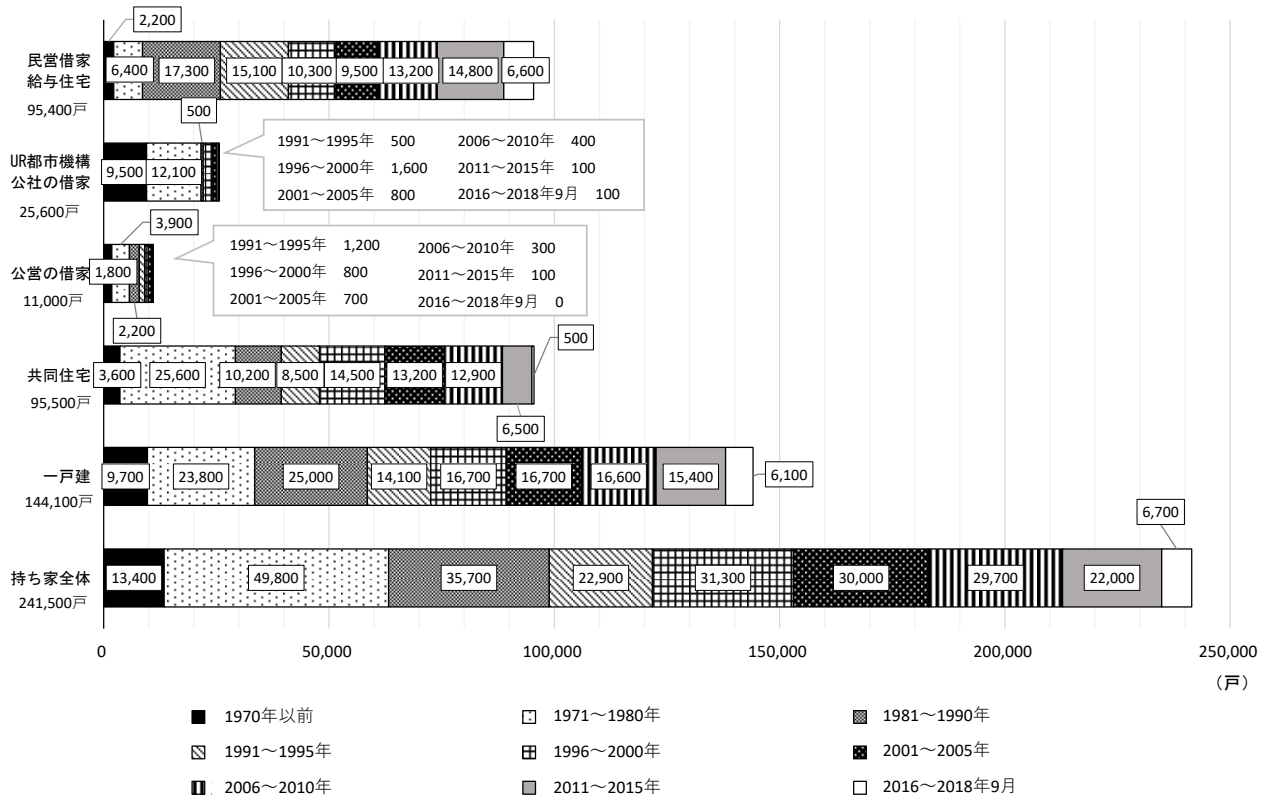 2,200
民営借家
給与住宅
95,400戸
6,400 17,300 15,100 10,300 9,500 13,200 14,800 6,600
500
UR都市機構
公社の借家
25,600戸
9,500 12,100
1991～1995年 500 2006～2010年 400
1996～2000年 1,600 2011～2015年 100
2001～2005年 800 2016～2018年9月 100
3,900
公営の借家
11,000戸
1,800
2,200
1991～1995年 1,200 2006～2010年 300
1996～2000年 800 2011～2015年 100
2001～2005年 700 2016～2018年9月 0
共同住宅
95,500戸
3,600 25,600 10,200 8,500 14,500 13,200 12,900
500
6,500
一戸建
144,100戸
9,700 23,800 25,000 14,100 16,700 16,700 16,600 15,400 6,100
6,700
持ち家全体
241,500戸
13,400 49,800 35,700 22,900 31,300 30,000 29,700 22,000
0 50,000 100,000 150,000 200,000 250,000
（戸）
1970年以前 1971～1980年 1981～1990年
1991～1995年 1996～2000年 2001～2005年
2006～2010年 2011～2015年 2016～2018年9月